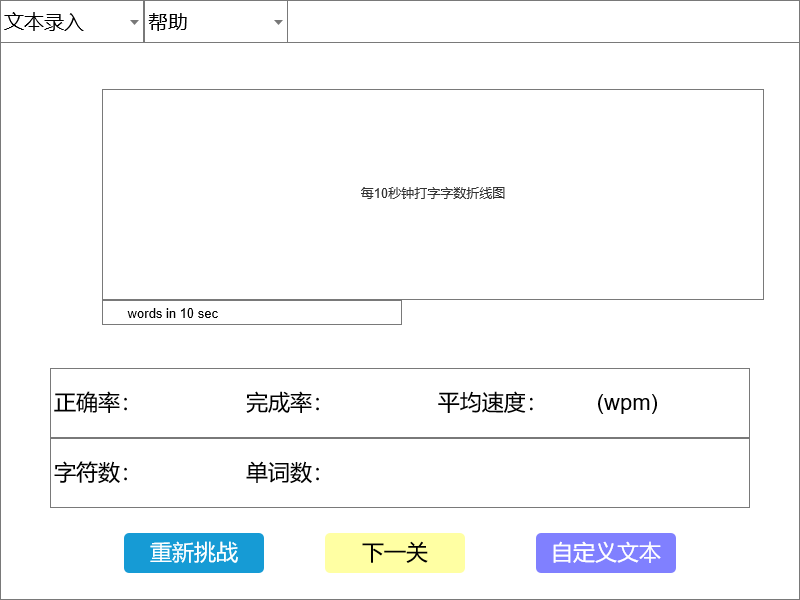 文本录入 帮助
每10秒钟打字字数折线图
words in 10 sec
正确率： 完成率： 平均速度： (wpm)
字符数： 单词数：
重新挑战 下一关 自定义文本